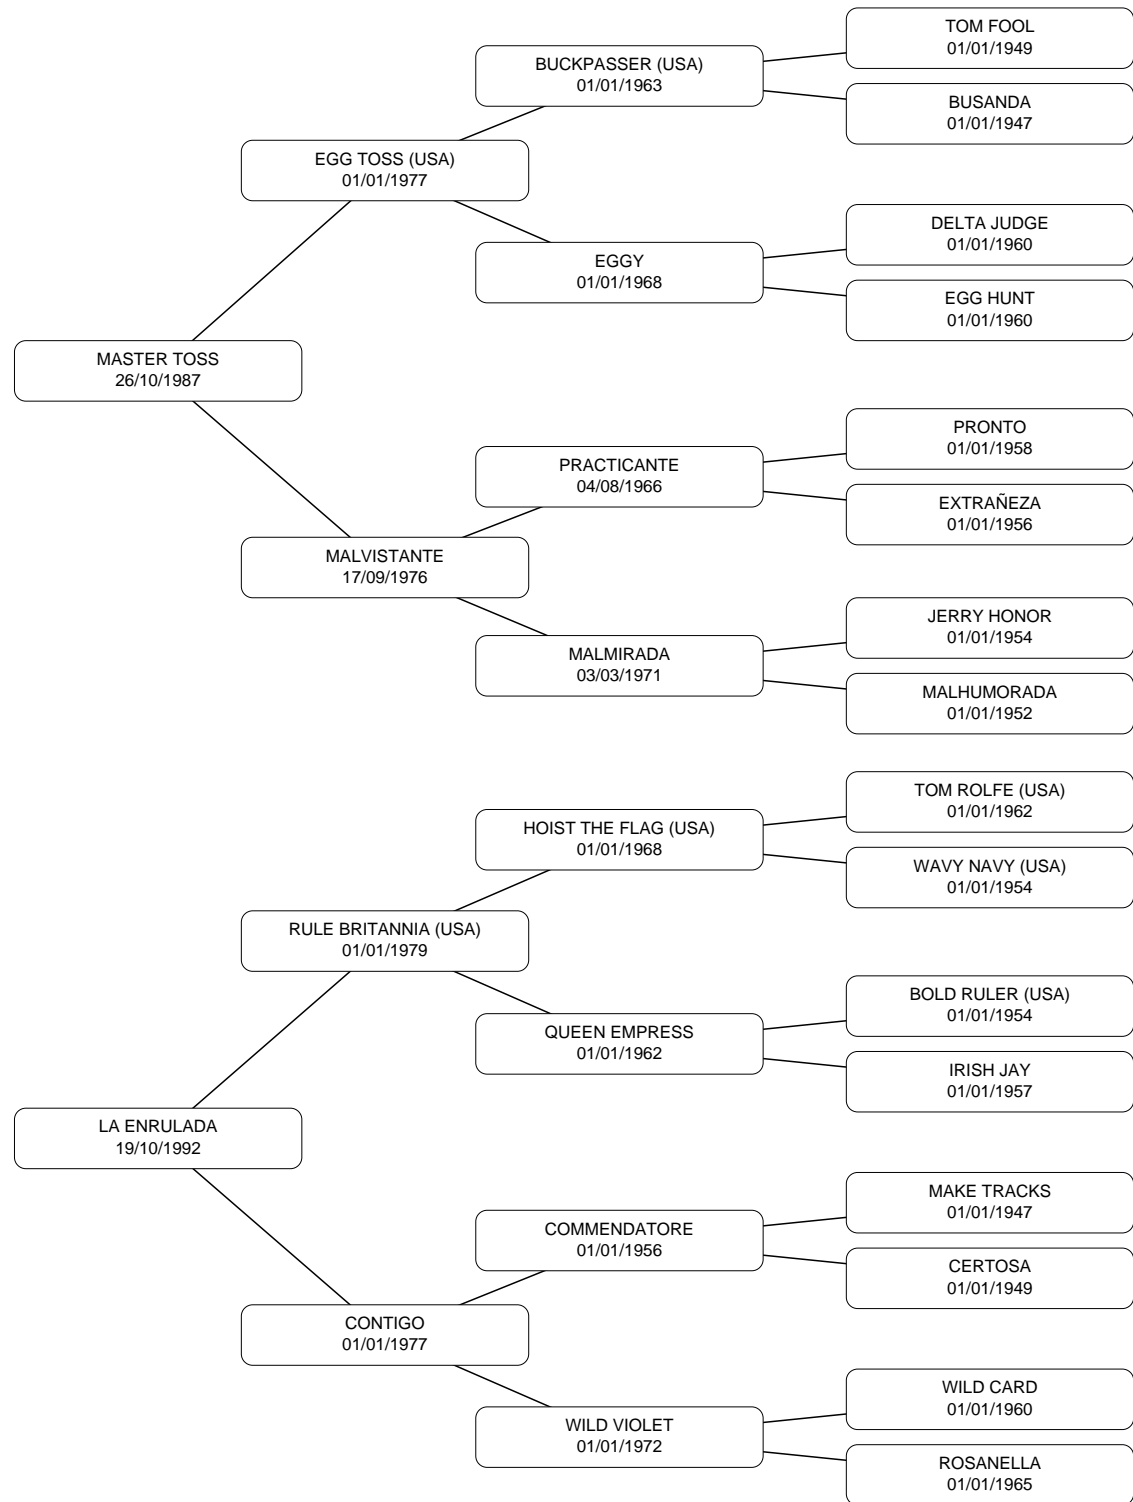 TOM FOOL
01/01/1949
BUCKPASSER (USA)
01/01/1963
BUSANDA
01/01/1947
EGG TOSS (USA)
01/01/1977
DELTA JUDGE
01/01/1960
EGGY
01/01/1968
EGG HUNT
01/01/1960
MASTER TOSS
26/10/1987
PRONTO
01/01/1958
PRACTICANTE
04/08/1966
EXTRAÑEZA
01/01/1956
MALVISTANTE
17/09/1976
JERRY HONOR
01/01/1954
MALMIRADA
03/03/1971
MALHUMORADA
01/01/1952
TOM ROLFE (USA)
01/01/1962
HOIST THE FLAG (USA)
01/01/1968
WAVY NAVY (USA)
01/01/1954
RULE BRITANNIA (USA)
01/01/1979
BOLD RULER (USA)
01/01/1954
QUEEN EMPRESS
01/01/1962
IRISH JAY
01/01/1957
LA ENRULADA
19/10/1992
MAKE TRACKS
01/01/1947
COMMENDATORE
01/01/1956
CERTOSA
01/01/1949
CONTIGO
01/01/1977
WILD CARD
01/01/1960
WILD VIOLET
01/01/1972
ROSANELLA
01/01/1965